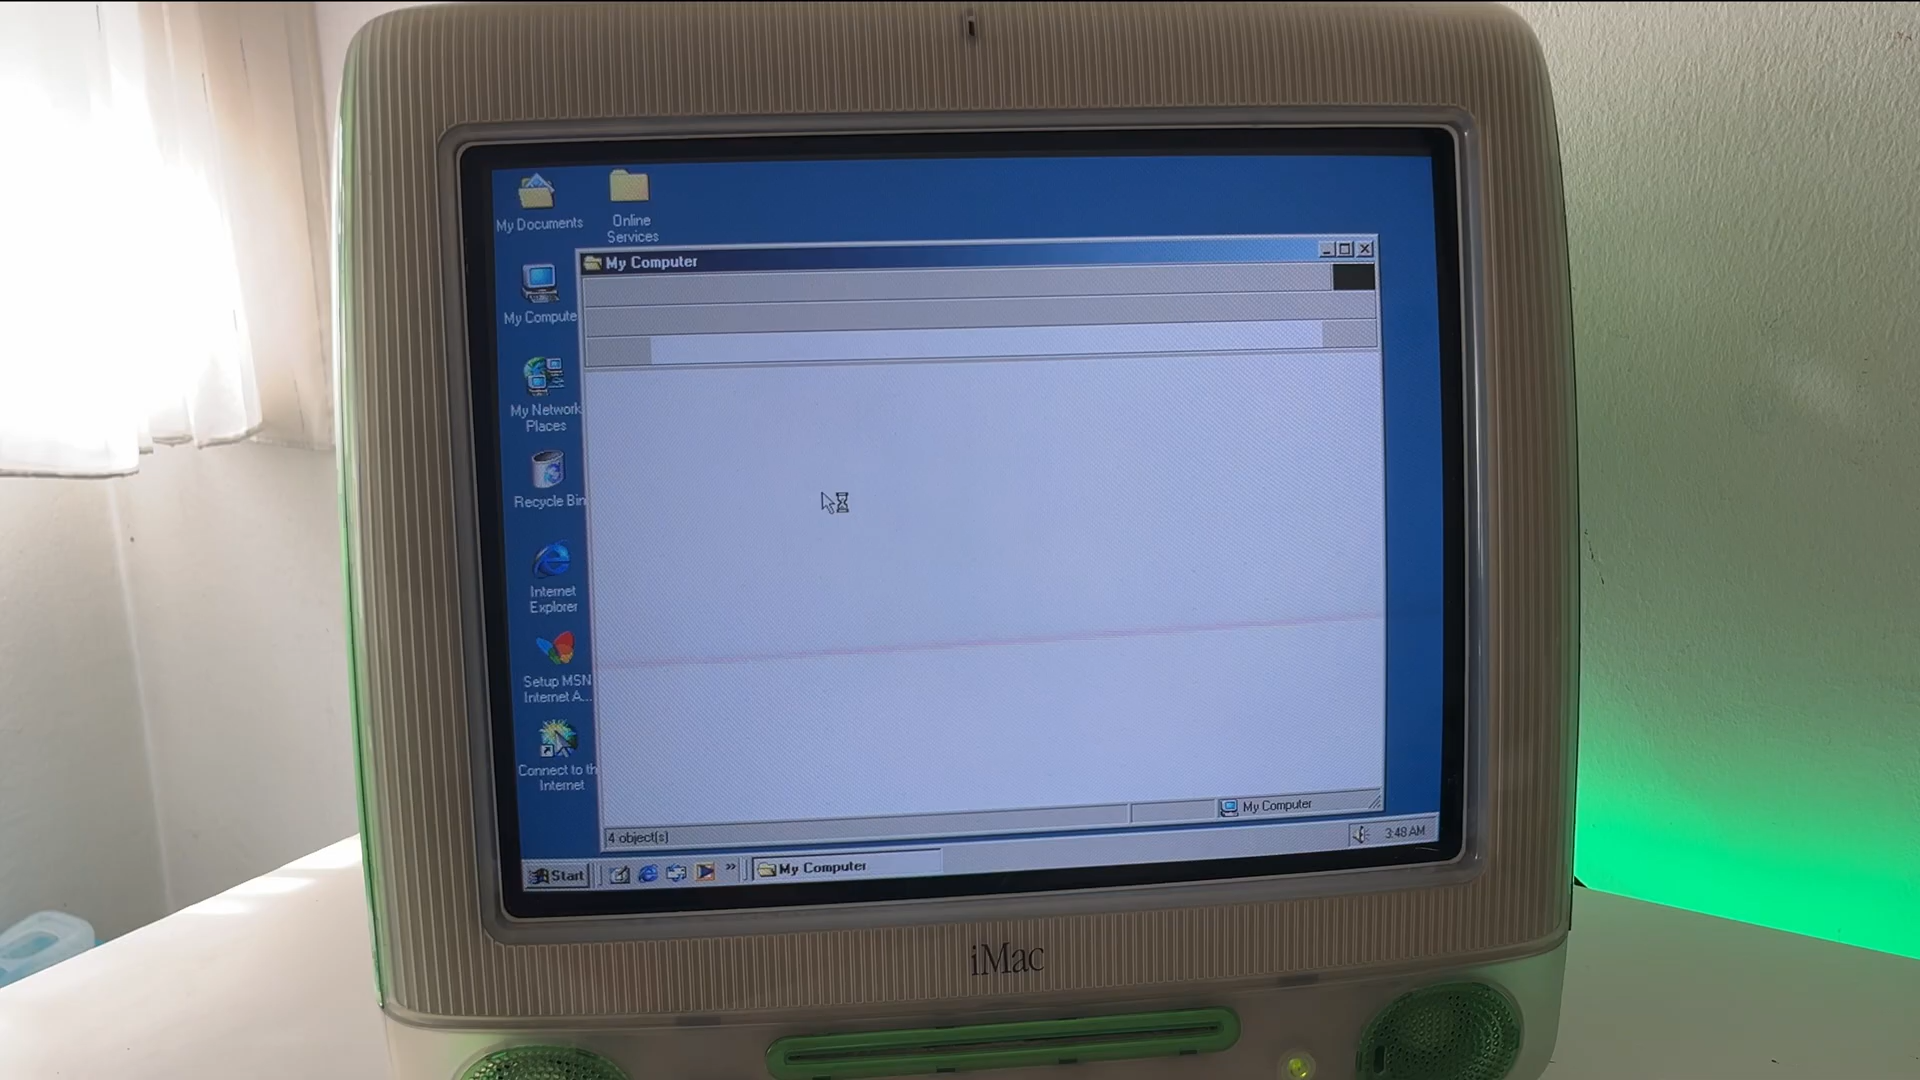 My Documents
Online
Services
My Computer
My Compute
My Network
Places
Recycle Bin
Internet
Explorer
Setup MSN
Internet A...
Connect to th
Internet
My Computer
4 object(s)
3:48 AM
Start
»
My Computer
iMac